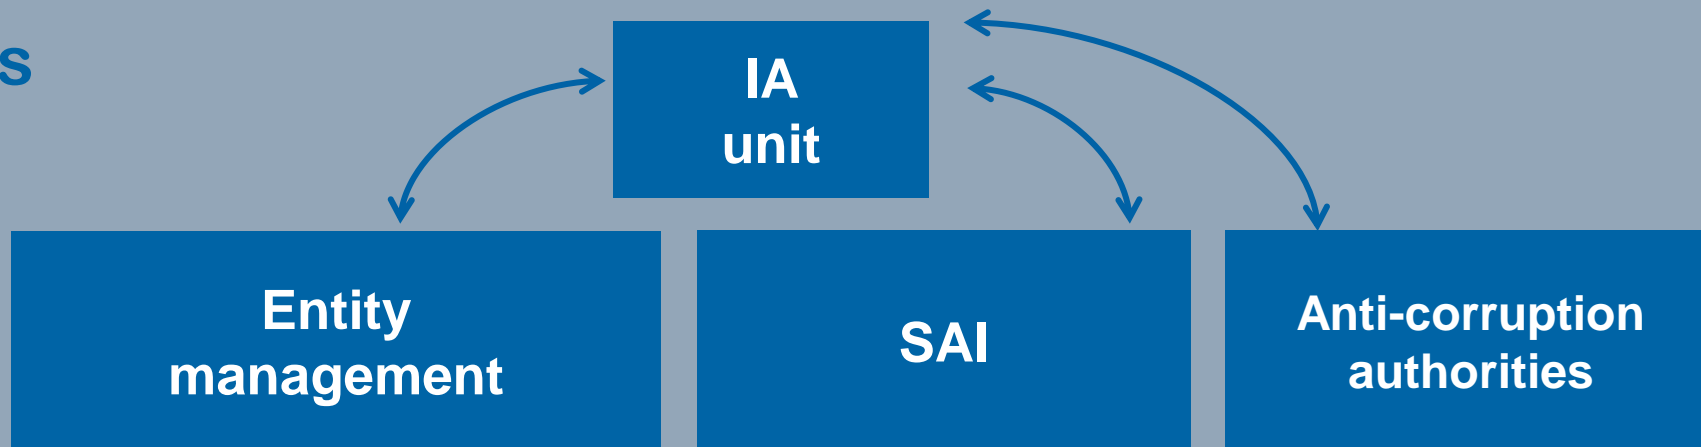 s
IA
unit
Entity
management
SAI
Anti-corruption
authorities